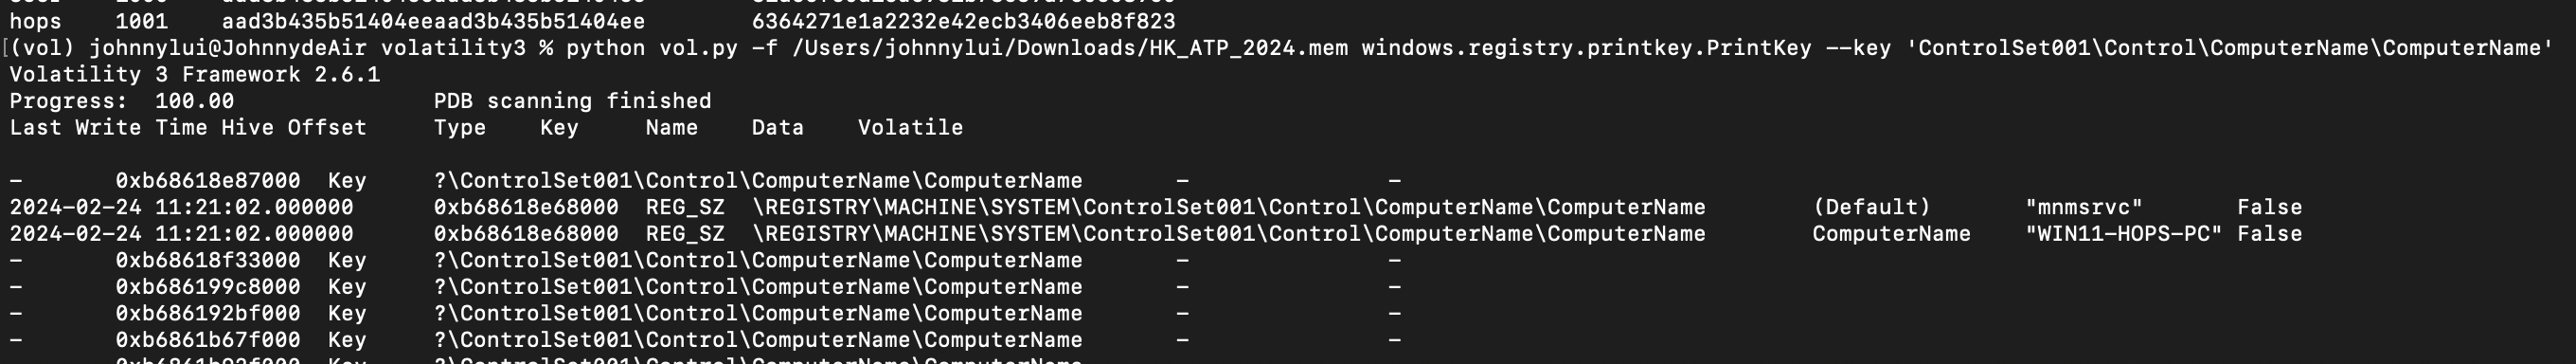 hops 1001 aad3b435b51404eeaad3b435b51404ee 6364271e1a2232e42ecb3406eeb8f823
[(vol) johnnylui@JohnnydeAir volatility3 % python vol.py -f /Users/johnnylui/Downloads/HK_ATP_2024.mem windows.registry.printkey.PrintKey --key 'ControlSet001\Control\ComputerName\ComputerName'
Volatility 3 Framework 2.6.1
Progress: 100.00 PDB scanning finished
Last Write Time Hive Offset Type Key Name Data Volatile
- 0xb68618e87000 Key ?\ControlSet001\Control\ComputerName\ComputerName - -
2024-02-24 11:21:02.000000 0xb68618e68000 REG_SZ \REGISTRY\MACHINE\SYSTEM\ControlSet001\Control\ComputerName\ComputerName (Default) "mnmsrvc" False
2024-02-24 11:21:02.000000 0xb68618e68000 REG_SZ \REGISTRY\MACHINE\SYSTEM\ControlSet001\Control\ComputerName\ComputerName ComputerName "WIN11-HOPS-PC" False
- 0xb68618f33000 Key ?\ControlSet001\Control\ComputerName\ComputerName - -
- 0xb686199c8000 Key ?\ControlSet001\Control\ComputerName\ComputerName - -
- 0xb686192bf000 Key ?\ControlSet001\Control\ComputerName\ComputerName - -
- 0xb6861b67f000 Key ?\ControlSet001\Control\ComputerName\ComputerName - -